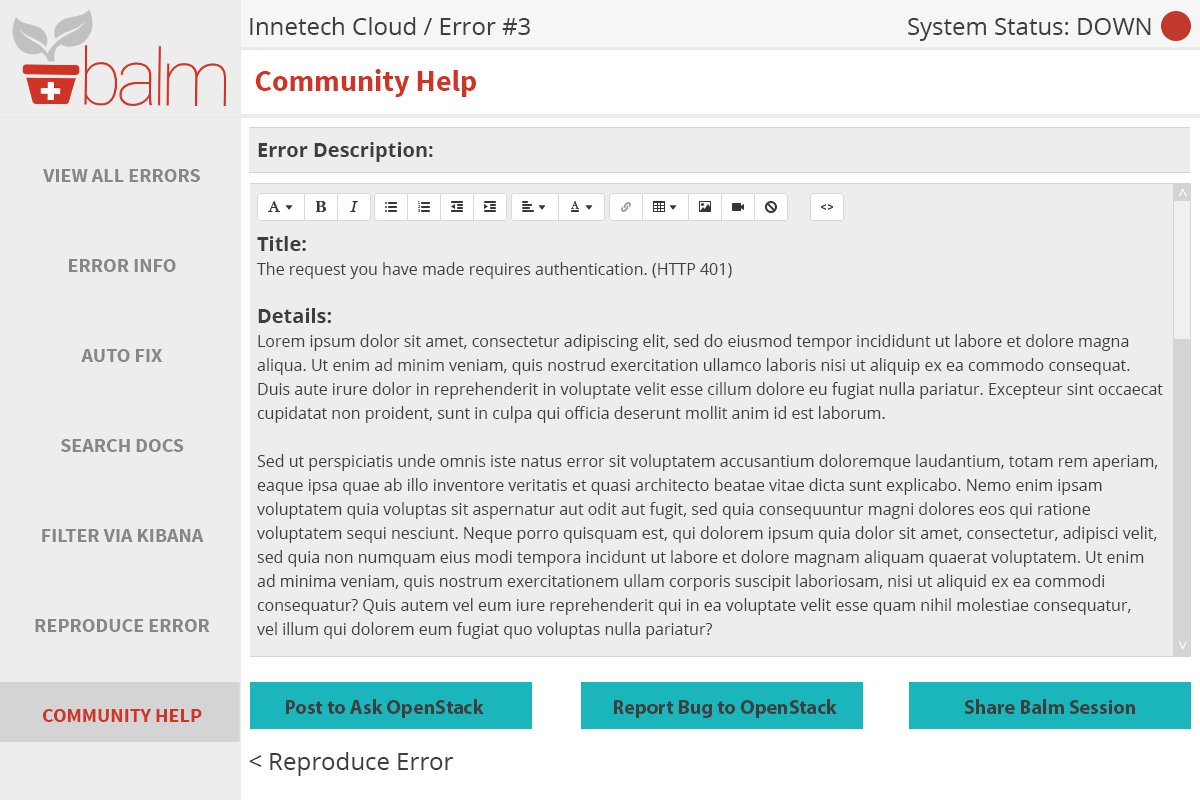 balm
Innetech Cloud / Error #3
System Status: DOWN
Community Help
VIEW ALL ERRORS
ERROR INFO
AUTO FIX
SEARCH DOCS
FILTER VIA KIBANA
REPRODUCE ERROR
COMMUNITY HELP
Error Description:
A B I A <>
Title:
The request you have made requires authentication. (HTTP 401)
Details:
Lorem ipsum dolor sit amet, consectetur adipiscing elit, sed do eiusmod tempor incididunt ut labore et dolore magna
aliqua. Ut enim ad minim veniam, quis nostrud exercitation ullamco laboris nisi ut aliquip ex ea commodo consequat.
Duis aute irure dolor in reprehenderit in voluptate velit esse cillum dolore eu fugiat nulla pariatur. Excepteur sint occaecat
cupidatat non proident, sunt in culpa qui officia deserunt mollit anim id est laborum.
Sed ut perspiciatis unde omnis iste natus error sit voluptatem accusantium doloremque laudantium, totam rem aperiam,
eaque ipsa quae ab illo inventore veritatis et quasi architecto beatae vitae dicta sunt explicabo. Nemo enim ipsam
voluptatem quia voluptas sit aspernatur aut odit aut fugit, sed quia consequuntur magni dolores eos qui ratione
voluptatem sequi nesciunt. Neque porro quisquam est, qui dolorem ipsum quia dolor sit amet, consectetur, adipisci velit,
sed quia non numquam eius modi tempora incidunt ut labore et dolore magnam aliquam quaerat voluptatem. Ut enim
ad minima veniam, quis nostrum exercitationem ullam corporis suscipit laboriosam, nisi ut aliquid ex ea commodi
consequatur? Quis autem vel eum iure reprehenderit qui in ea voluptate velit esse quam nihil molestiae consequatur,
vel illum qui dolorem eum fugiat quo voluptas nulla pariatur?
Post to Ask OpenStack
Report Bug to OpenStack
Share Balm Session
< Reproduce Error